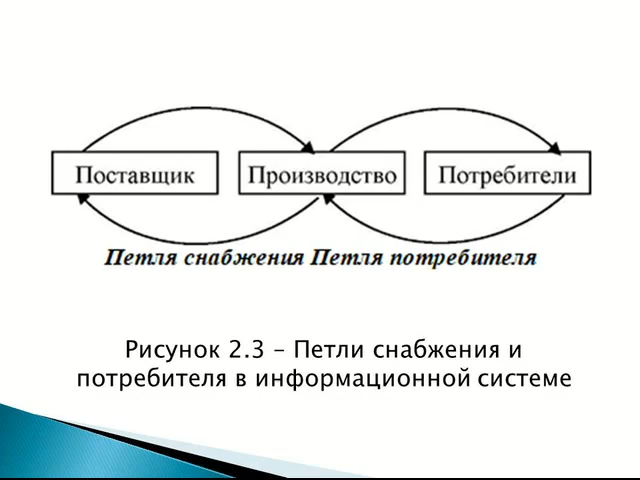 Поставщик Производство Потребители
Петля снабжения Петля потребителя
Рисунок 2.3 – Петли снабжения и
потребителя в информационной системе